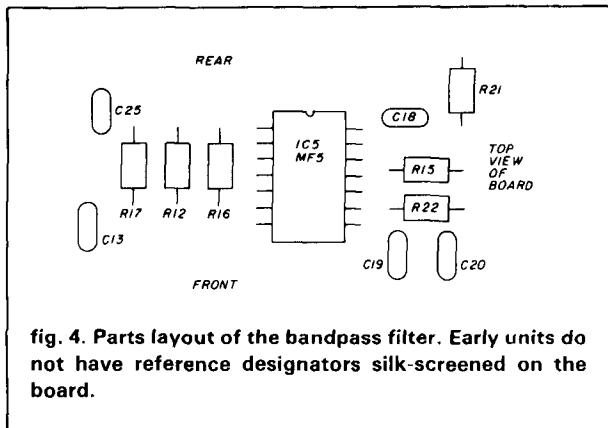 REAR
C25
R17
R12
R16
C13
IC5
MF5
C18
R21
R15
R22
TOP
VIEW
OF
BOARD
C19
C20
FRONT
fig. 4. Parts layout of the bandpass filter. Early units do
not have reference designators silk-screened on the
board.